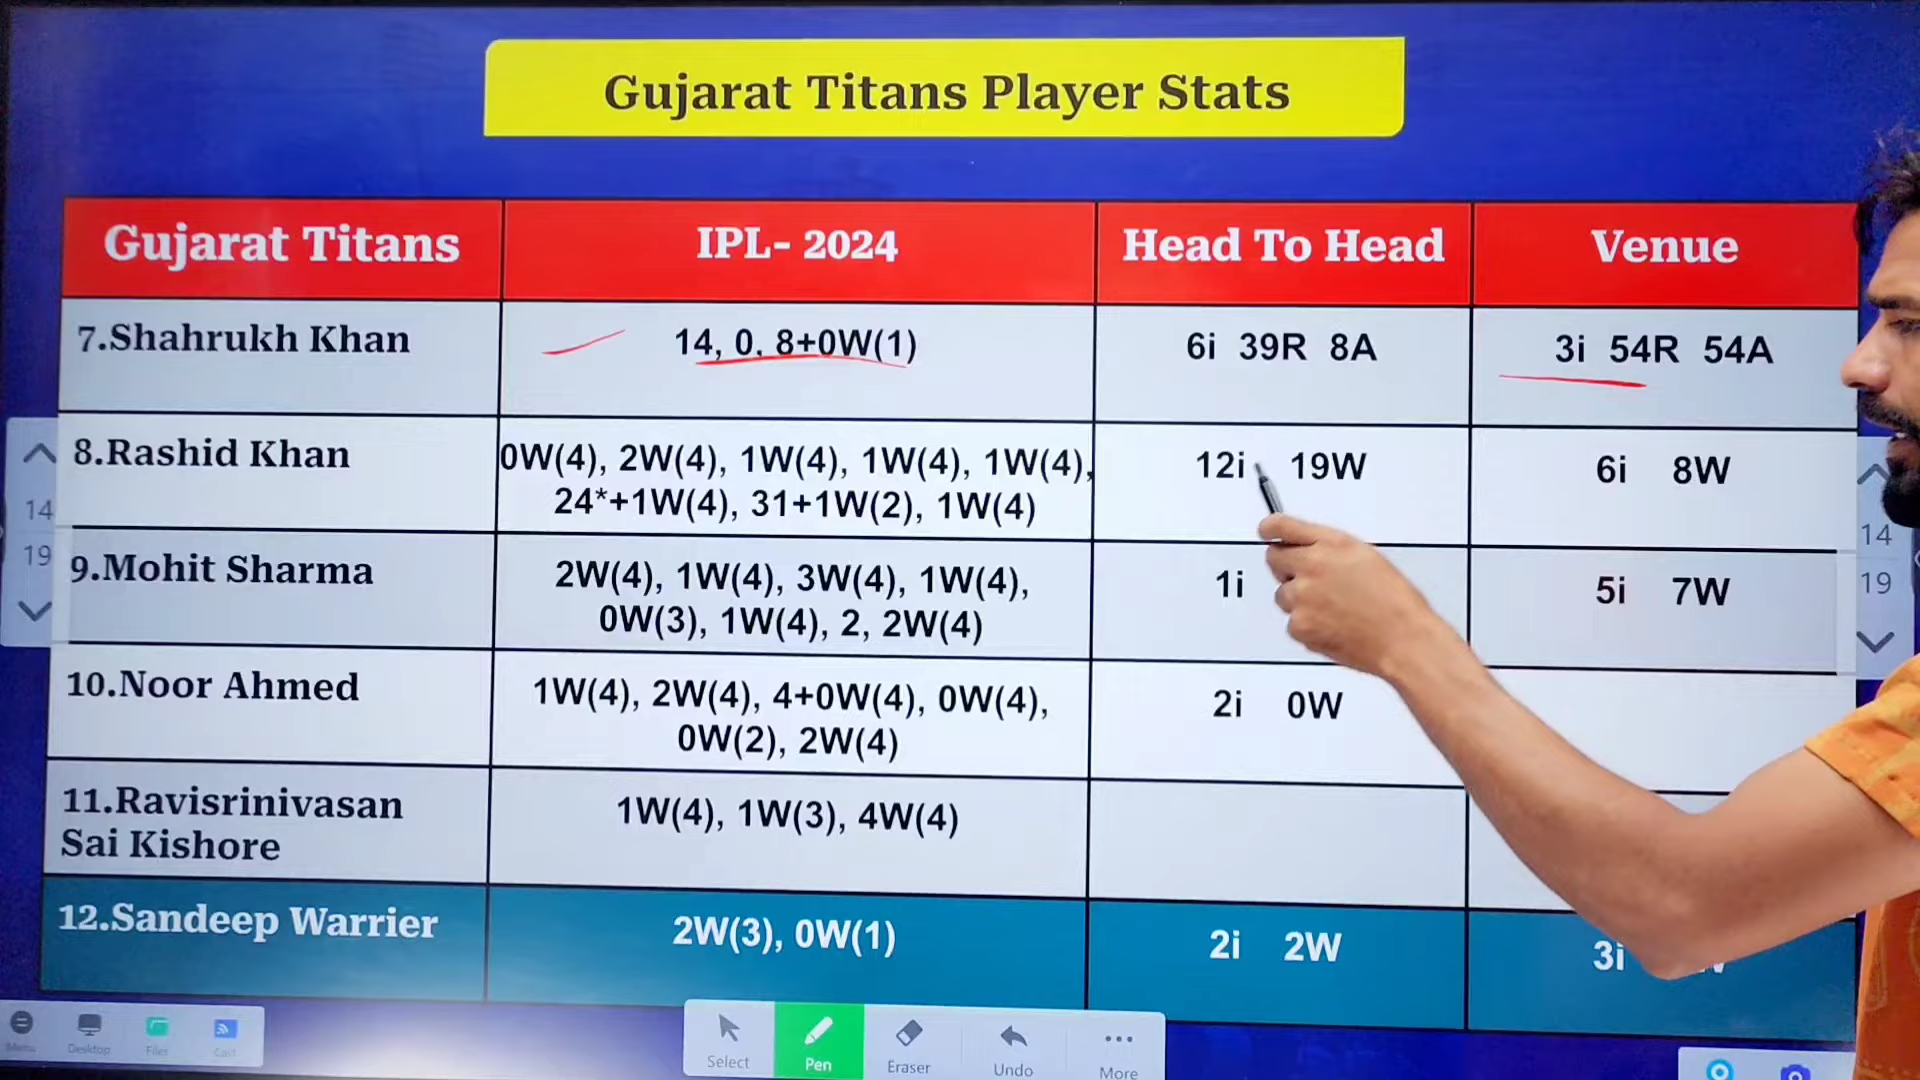 Gujarat Titans Player Stats
Gujarat Titans IPL- 2024 Head To Head Venue
7.Shahrukh Khan 14, 0, 8+0W(1) 6i 39R 8A 3i 54R 54A
8.Rashid Khan 0W(4), 2W(4), 1W(4), 1W(4), 1W(4), 12i 19W 6i 8W
24*+1W(4), 31+1W(2), 1W(4)
14 14
19 19
9.Mohit Sharma 2W(4), 1W(4), 3W(4), 1W(4), 1i 5i 7W
0W(3), 1W(4), 2, 2W(4)
10.Noor Ahmed 1W(4), 2W(4), 4+0W(4), 0W(4), 2i 0W
0W(2), 2W(4)
11.Ravisrinivasan 1W(4), 1W(3), 4W(4)
Sai Kishore
12.Sandeep Warrier 2W(3), 0W(1) 2i 2W 3i
Menu Desktop Files Cast Select Pen Eraser Undo More